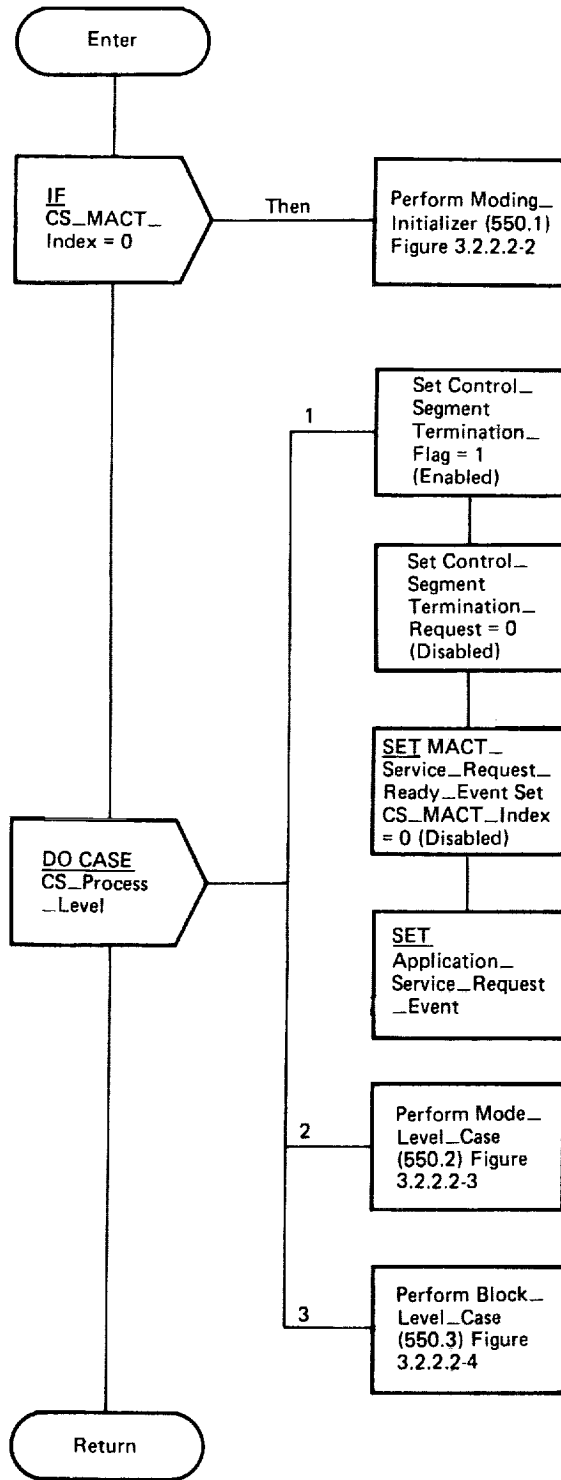 Enter
IF
CS_MACT_
Index = 0
Then
Perform Moding_
Initializer (550.1)
Figure 3.2.2.2-2
1
Set Control_
Segment
Termination_
Flag = 1
(Enabled)
Set Control_
Segment
Termination_
Request = 0
(Disabled)
SET MACT_
Service_Request_
Ready_Event Set
CS_MACT_Index
= 0 (Disabled)
DO CASE
CS_Process
_Level
SET
Application_
Service_Request
_Event
2
Perform Mode_
Level_Case
(550.2) Figure
3.2.2.2-3
3
Perform Block_
Level_Case
(550.3) Figure
3.2.2.2-4
Return